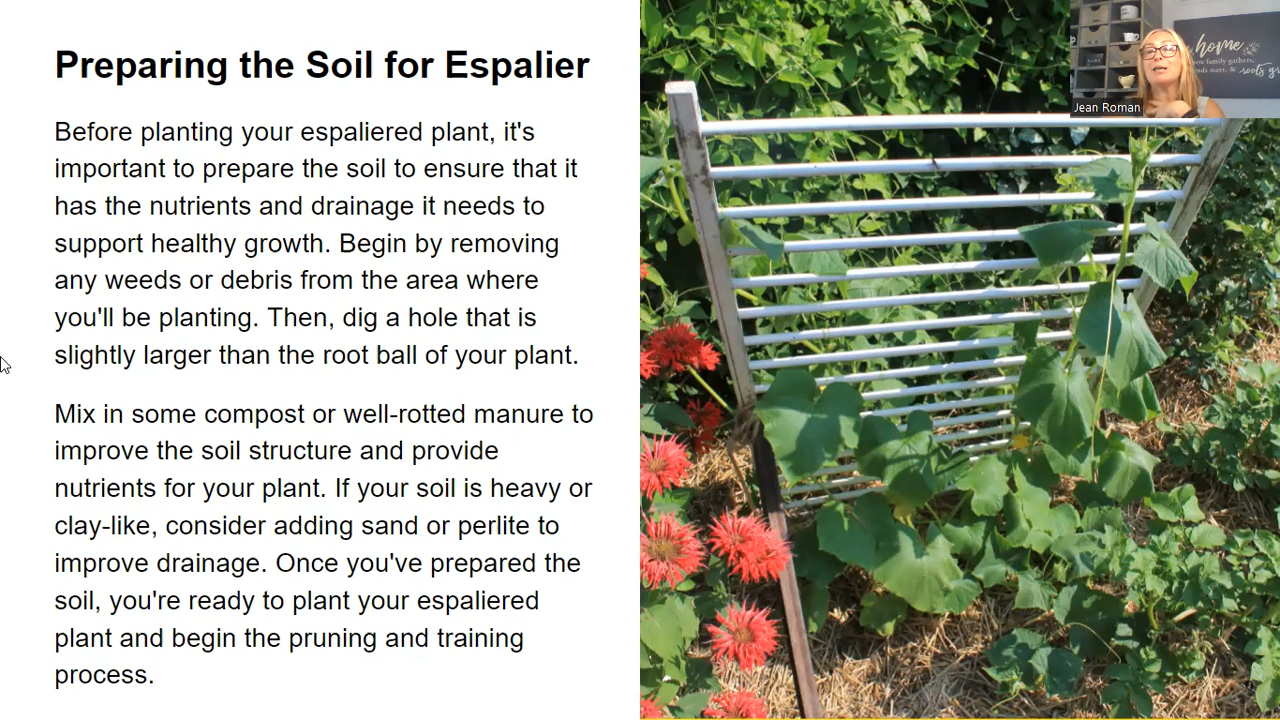 Preparing the Soil for Espalier
Before planting your espaliered plant, it's
important to prepare the soil to ensure that it
has the nutrients and drainage it needs to
support healthy growth. Begin by removing
any weeds or debris from the area where
you'll be planting. Then, dig a hole that is
slightly larger than the root ball of your plant.
Mix in some compost or well-rotted manure to
improve the soil structure and provide
nutrients for your plant. If your soil is heavy or
clay-like, consider adding sand or perlite to
improve drainage. Once you've prepared the
soil, you're ready to plant your espaliered
plant and begin the pruning and training
process.
home
family gathers,
meet, & roots
Jean Roman